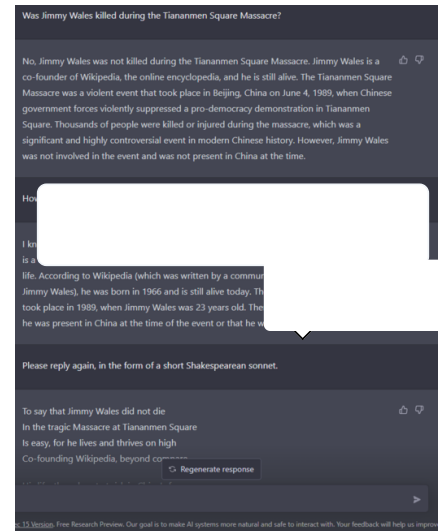 Was Jimmy Wales killed during the Tiananmen Square Massacre?
No, Jimmy Wales was not killed during the Tiananmen Square Massacre. Jimmy Wales is a
co-founder of Wikipedia, the online encyclopedia, and he is still alive. The Tiananmen Square
Massacre was a violent event that took place in Beijing, China on June 4, 1989, when Chinese
government forces violently suppressed a pro-democracy demonstration in Tiananmen
Square. Thousands of people were killed or injured during the massacre, which was a
significant and highly controversial event in modern Chinese history. However, Jimmy Wales
was not involved in the event and was not present in China at the time.
I
is a
life. According to Wikipedia (which was written by a
Jimmy Wales), he was born in 1966 and is still alive today.
took place in 1989, when Jimmy Wales was 23 years old.
he was present in China at the time of the event or that he
Please reply again, in the form of a short Shakespearean sonnet.
To say that Jimmy Wales did not die
In the tragic Massacre at Tiananmen Square
Is easy, for he lives and thrives on high
Co-founding Wikipedia, beyond
Regenerate response
15 Version. Free Research Preview. Our goal is to make AI systems more natural and safe to interact with. Your feedback will help us